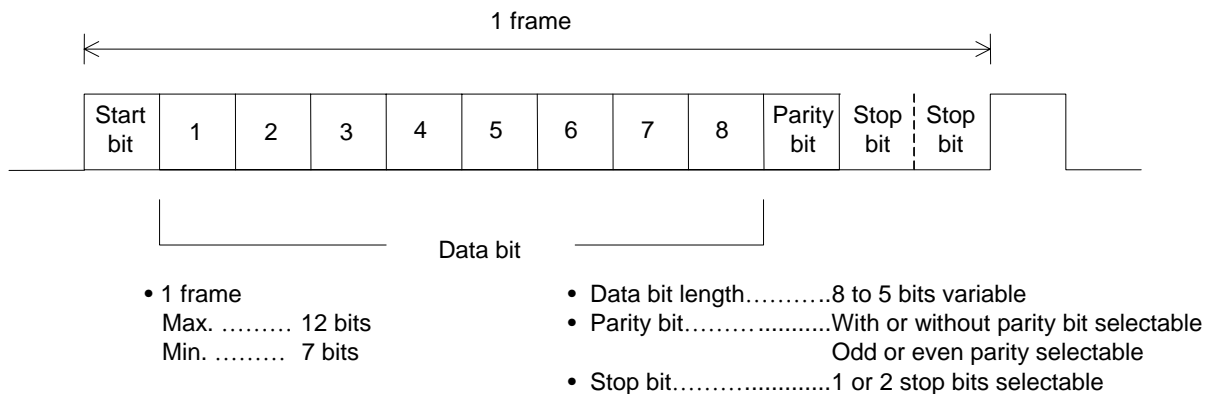 1 frame
Start bit 1 2 3 4 5 6 7 8 Parity bit Stop bit Stop bit
Data bit
• 1 frame
Max. ……… 12 bits
Min. ……… 7 bits
• Data bit length………..8 to 5 bits variable
• Parity bit………...........With or without parity bit selectable
Odd or even parity selectable
• Stop bit………..............1 or 2 stop bits selectable